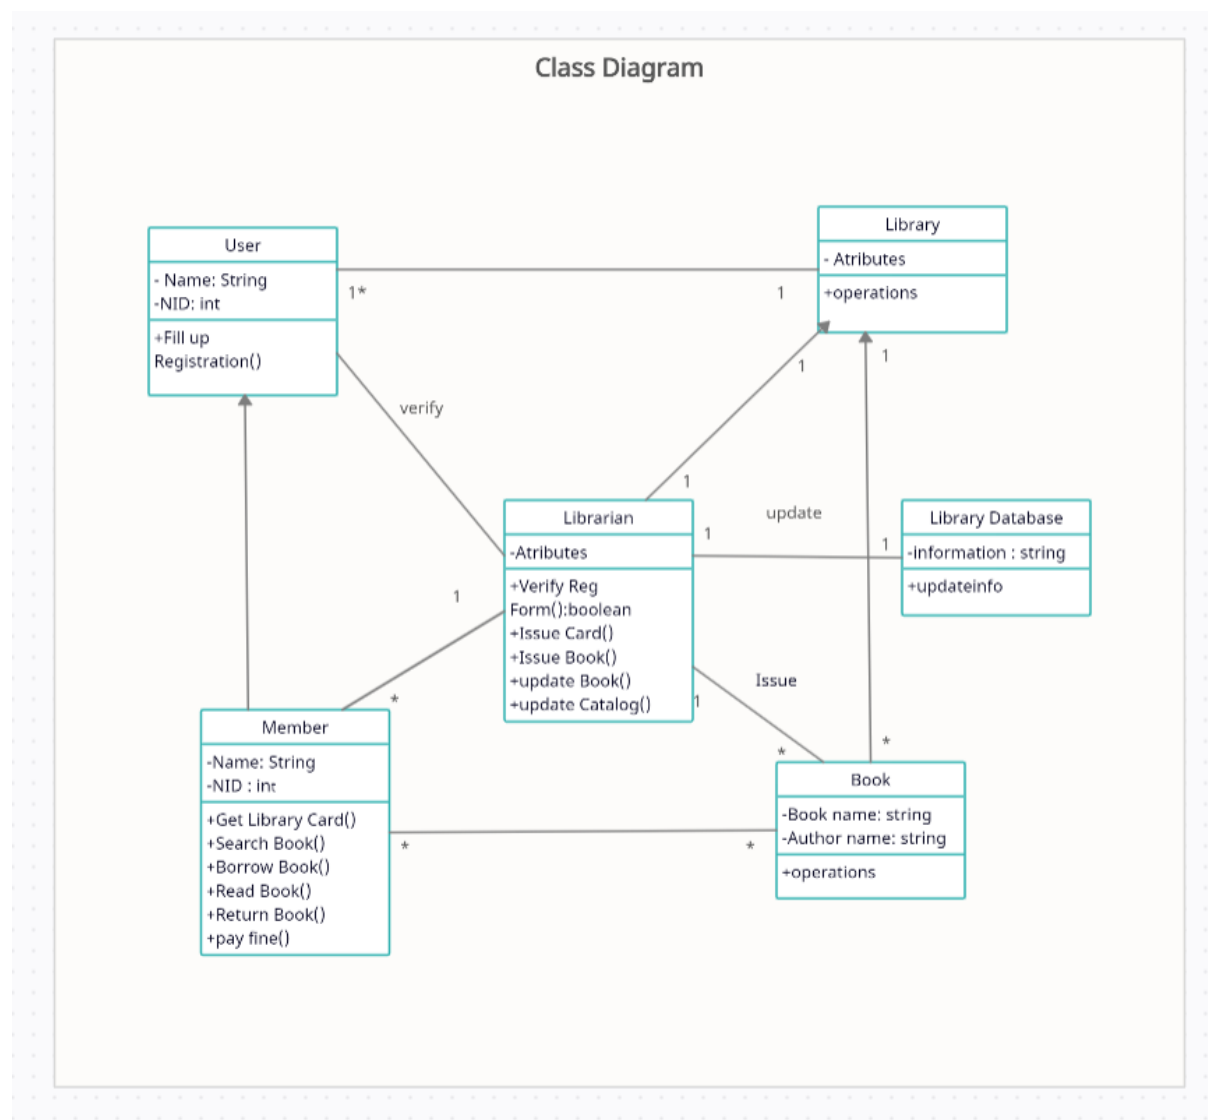 Class Diagram
User
- Name: String
-NID: int
+Fill up
Registration()
Library
- Atributes
+operations
1*
1
1
1
verify
1
Librarian
-Atributes
+Verify Reg
Form():boolean
+Issue Card()
+Issue Book()
+update Book()
+update Catalog()
update
1
1
Library Database
-information : string
+updateinfo
1
*
Issue
1
*
*
Member
-Name: String
-NID : int
+Get Library Card()
+Search Book()
+Borrow Book()
+Read Book()
+Return Book()
+pay fine()
*
*
Book
-Book name: string
-Author name: string
+operations